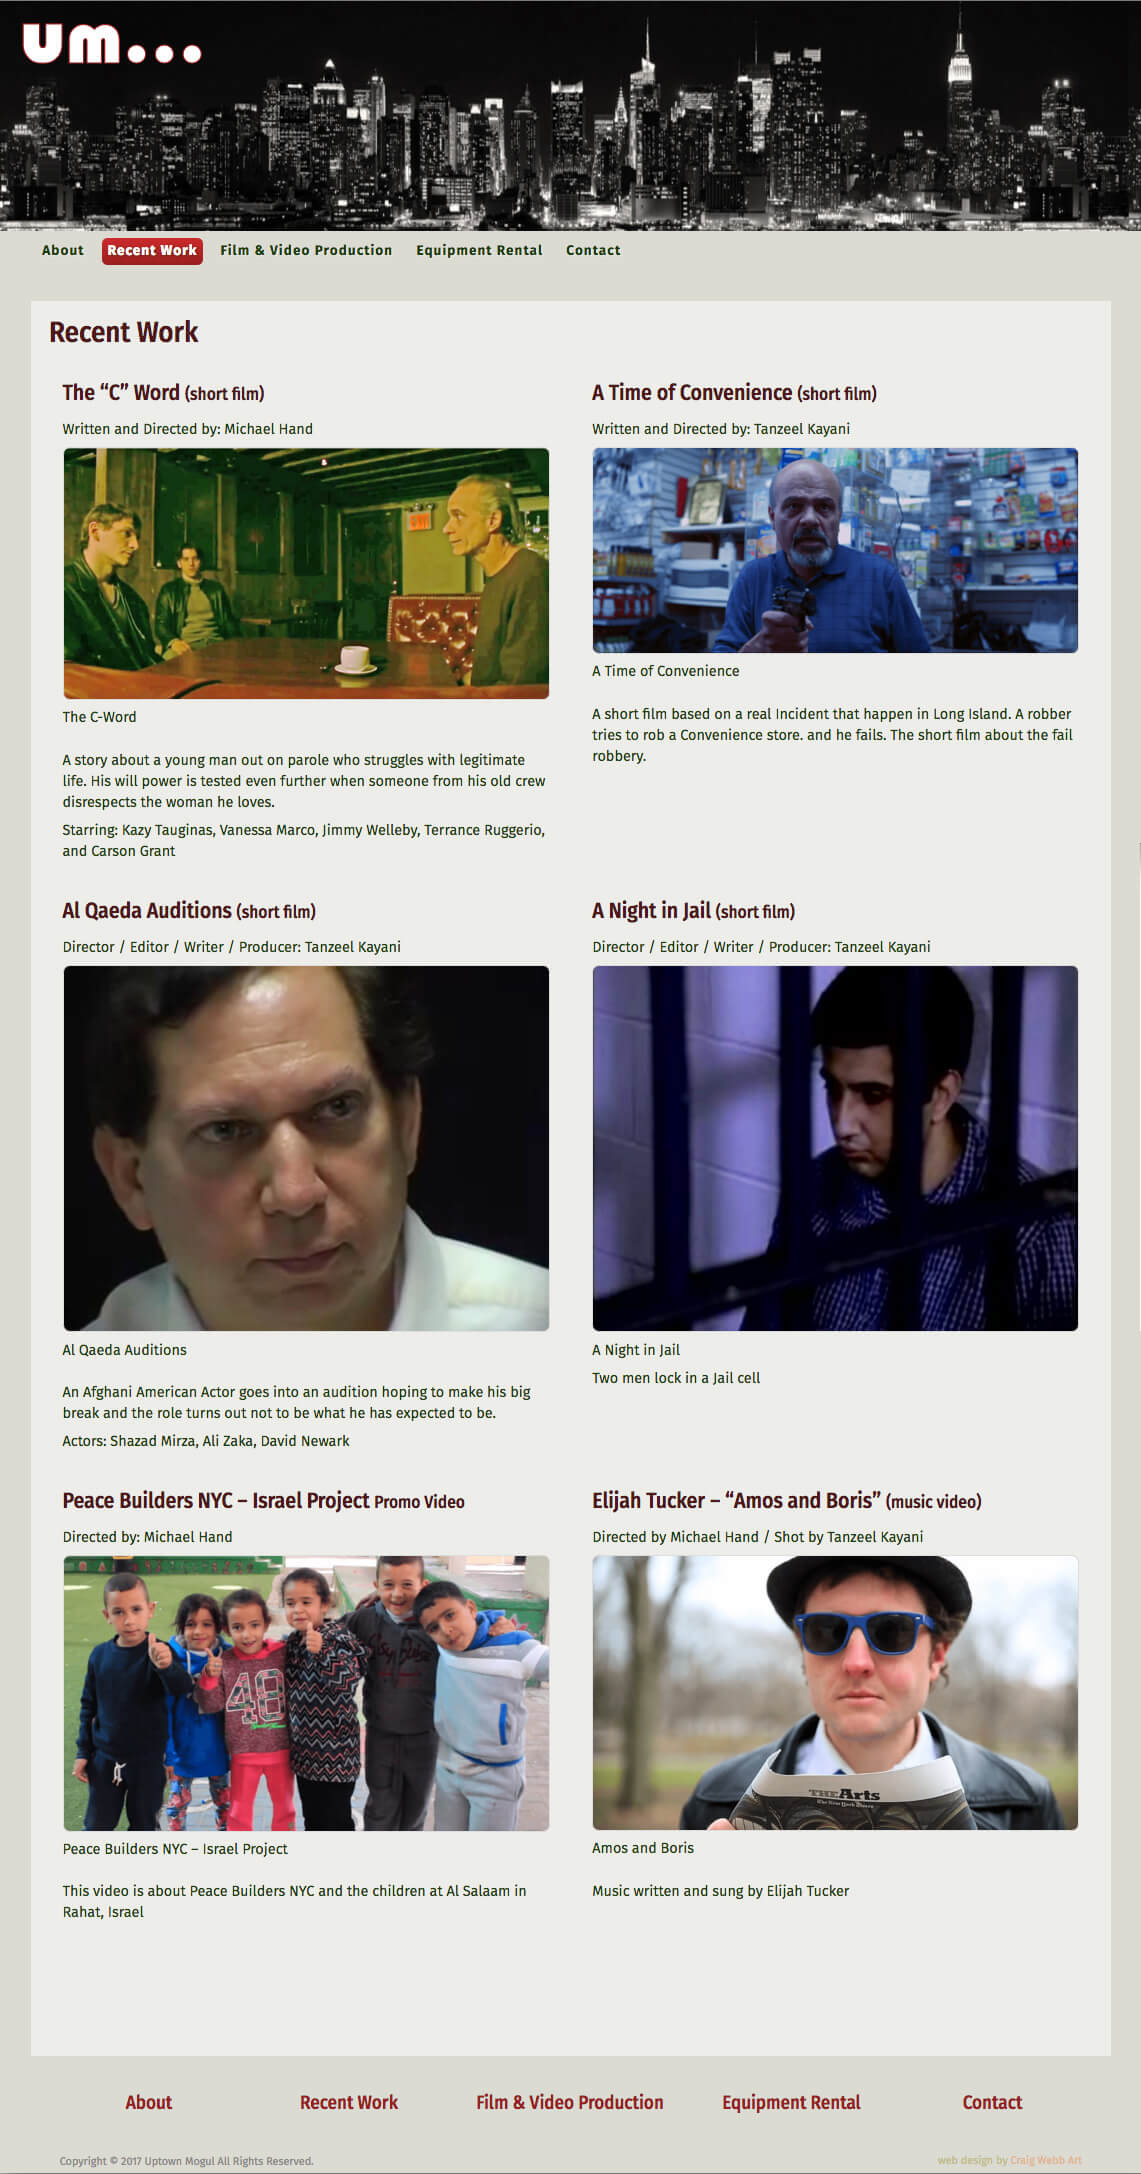 um...
About Recent Work Film & Video Production Equipment Rental Contact
Recent Work
The “C” Word (short film)
Written and Directed by: Michael Hand
The C-Word
A story about a young man out on parole who struggles with legitimate
life. His will power is tested even further when someone from his old crew
disrespects the woman he loves.
Starring: Kazy Tauginas, Vanessa Marco, Jimmy Welleby, Terrance Ruggerio,
and Carson Grant
A Time of Convenience (short film)
Written and Directed by: Tanzeel Kayani
A Time of Convenience
A short film based on a real Incident that happen in Long Island. A robber
tries to rob a Convenience store. and he fails. The short film about the fail
robbery.
Al Qaeda Auditions (short film)
Director / Editor / Writer / Producer: Tanzeel Kayani
Al Qaeda Auditions
An Afghani American Actor goes into an audition hoping to make his big
break and the role turns out not to be what he has expected to be.
Actors: Shazad Mirza, Ali Zaka, David Newark
A Night in Jail (short film)
Director / Editor / Writer / Producer: Tanzeel Kayani
A Night in Jail
Two men lock in a Jail cell
Peace Builders NYC – Israel Project Promo Video
Directed by: Michael Hand
48
Peace Builders NYC – Israel Project
This video is about Peace Builders NYC and the children at Al Salaam in
Rahat, Israel
Elijah Tucker – “Amos and Boris” (music video)
Directed by Michael Hand / Shot by Tanzeel Kayani
THE Arts
The New York Times
Amos and Boris
Music written and sung by Elijah Tucker
About Recent Work Film & Video Production Equipment Rental Contact
Copyright © 2017 Uptown Mogul All Rights Reserved.
web design by Craig Webb Art